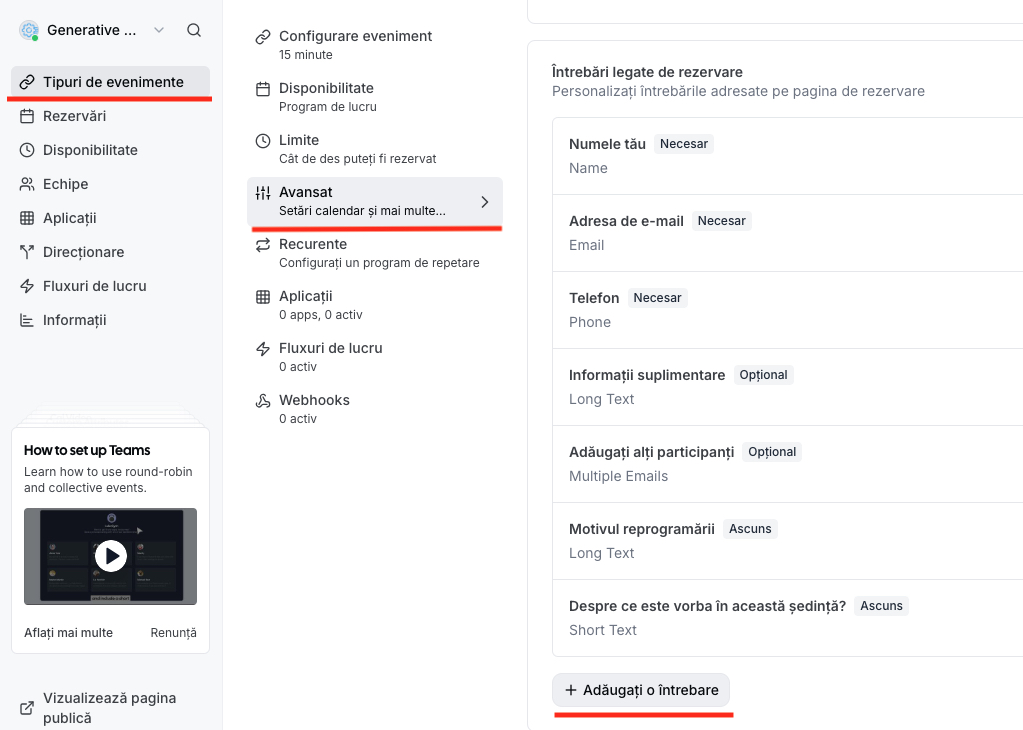 Generative ...
Tipuri de evenimente
Rezervări
Disponibilitate
Echipe
Aplicații
Direcționare
Fluxuri de lucru
Informații
How to set up Teams
Learn how to use round-robin
and collective events.
Aflați mai multe
Renunță
Vizualizează pagina
publică
Configurare eveniment
15 minute
Disponibilitate
Program de lucru
Limite
Cât de des puteți fi rezervat
Avansat
Setări calendar și mai multe...
Recurente
Configurați un program de repetare
Aplicații
0 apps, 0 activ
Fluxuri de lucru
0 activ
Webhooks
0 activ
Întrebări legate de rezervare
Personalizați întrebările adresate pe pagina de rezervare
Numele tău Necesar
Name
Adresa de e-mail Necesar
Email
Telefon Necesar
Phone
Informații suplimentare Opțional
Long Text
Adăugați alți participanți Opțional
Multiple Emails
Motivul reprogramării Ascuns
Long Text
Despre ce este vorba în această ședință? Ascuns
Short Text
+ Adăugați o întrebare